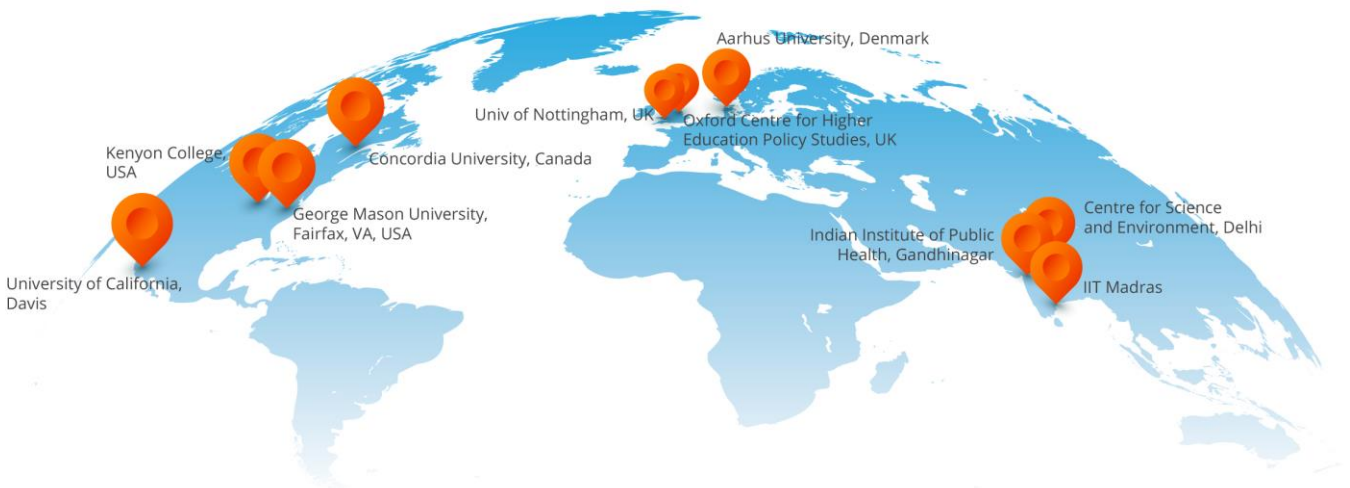 Aarhus University, Denmark
Univ of Nottingham, UK
Oxford Centre for Higher
Education Policy Studies, UK
Kenyon College,
USA
Concordia University, Canada
George Mason University,
Fairfax, VA, USA
University of California,
Davis
Centre for Science
and Environment, Delhi
Indian Institute of Public
Health, Gandhinagar
IIT Madras